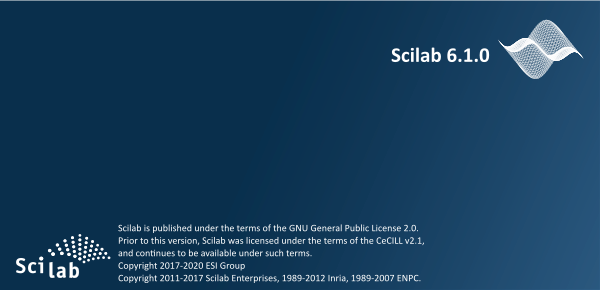 Scilab 6.1.0
Scilab is published under the terms of the GNU General Public License 2.0.
Prior to this version, Scilab was licensed under the terms of the CeCILL v2.1,
and continues to be available under such terms.
Copyright 2017-2020 ESI Group
Copyright 2011-2017 Scilab Enterprises, 1989-2012 Inria, 1989-2007 ENPC.
Scilab